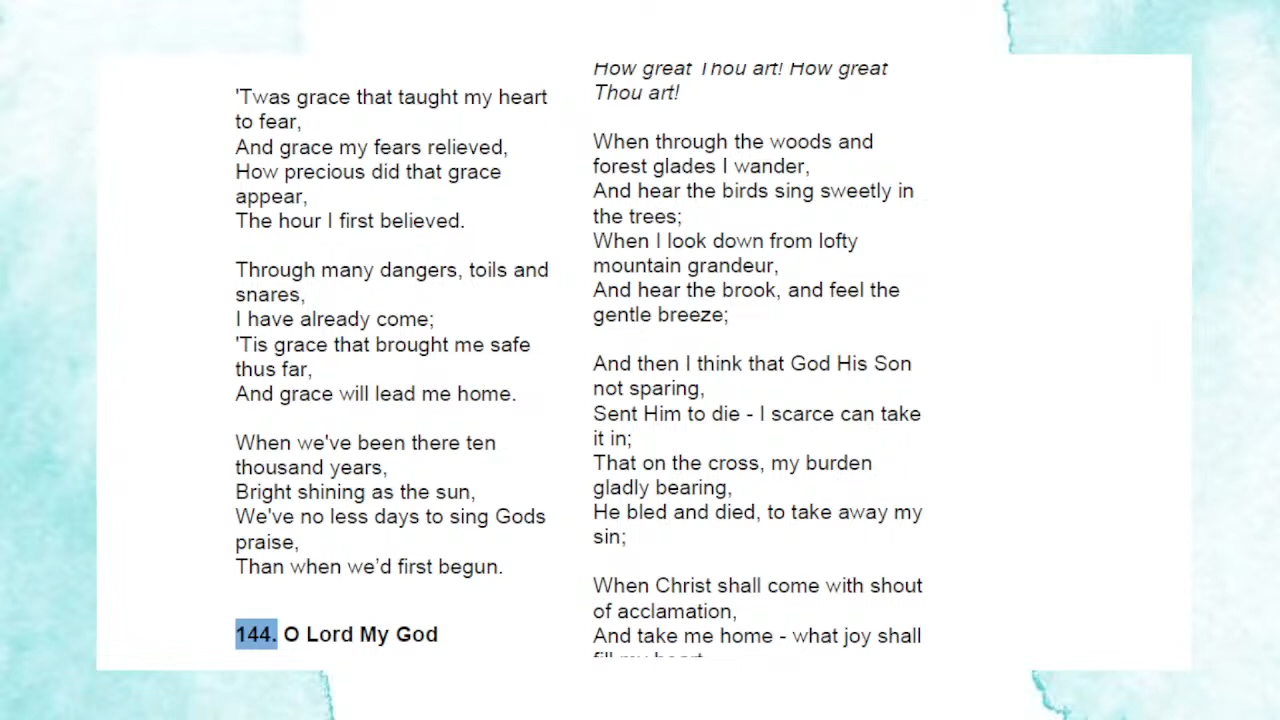 'Twas grace that taught my heart
to fear,
And grace my fears relieved,
How precious did that grace
appear,
The hour I first believed.
Through many dangers, toils and
snares,
I have already come;
'Tis grace that brought me safe
thus far,
And grace will lead me home.
When we've been there ten
thousand years,
Bright shining as the sun,
We've no less days to sing Gods
praise,
Than when we’d first begun.
144. O Lord My God
How great Thou art! How great
Thou art!
When through the woods and
forest glades I wander,
And hear the birds sing sweetly in
the trees;
When I look down from lofty
mountain grandeur,
And hear the brook, and feel the
gentle breeze;
And then I think that God His Son
not sparing,
Sent Him to die - I scarce can take
it in;
That on the cross, my burden
gladly bearing,
He bled and died, to take away my
sin;
When Christ shall come with shout
of acclamation,
And take me home - what joy shall
fill my heart